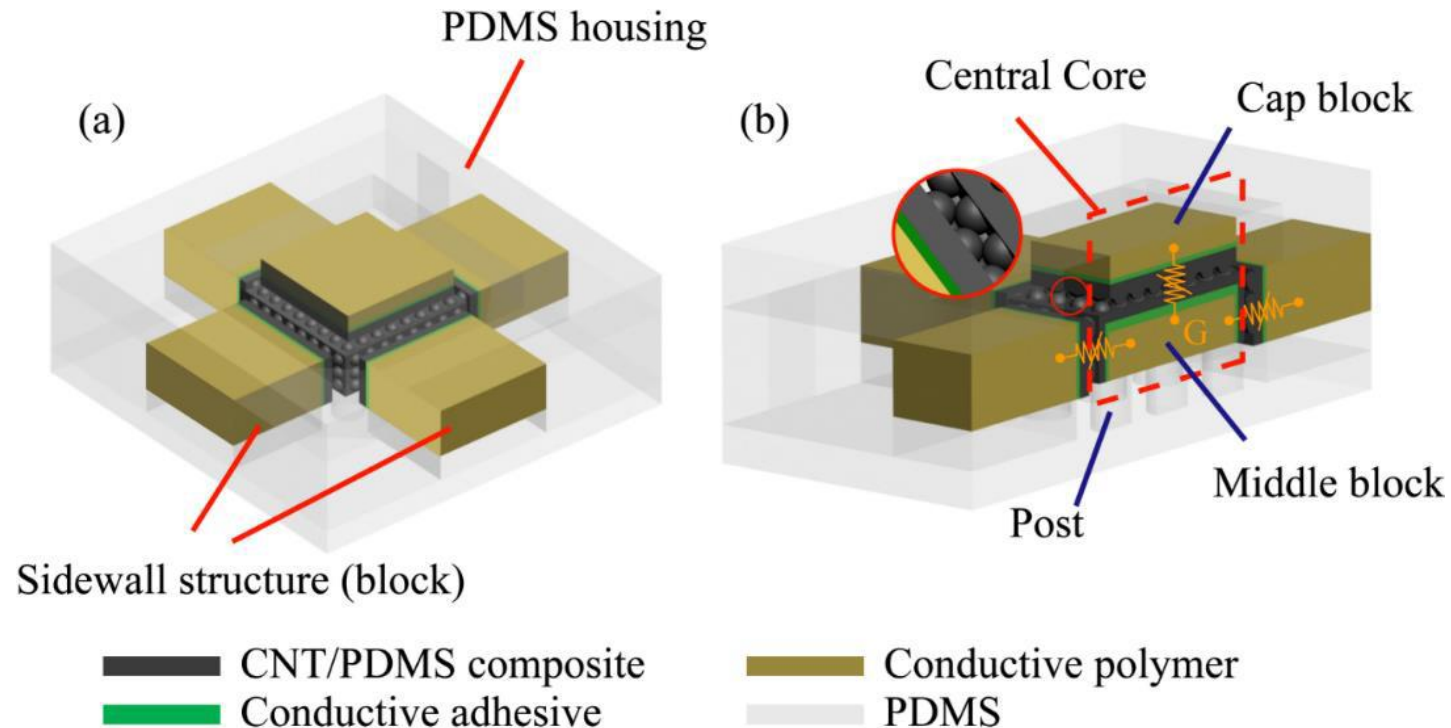 PDMS housing
(a)
Sidewall structure (block)
(b)
Central Core
Cap block
G
Middle block
Post
CNT/PDMS composite
Conductive polymer
Conductive adhesive
PDMS